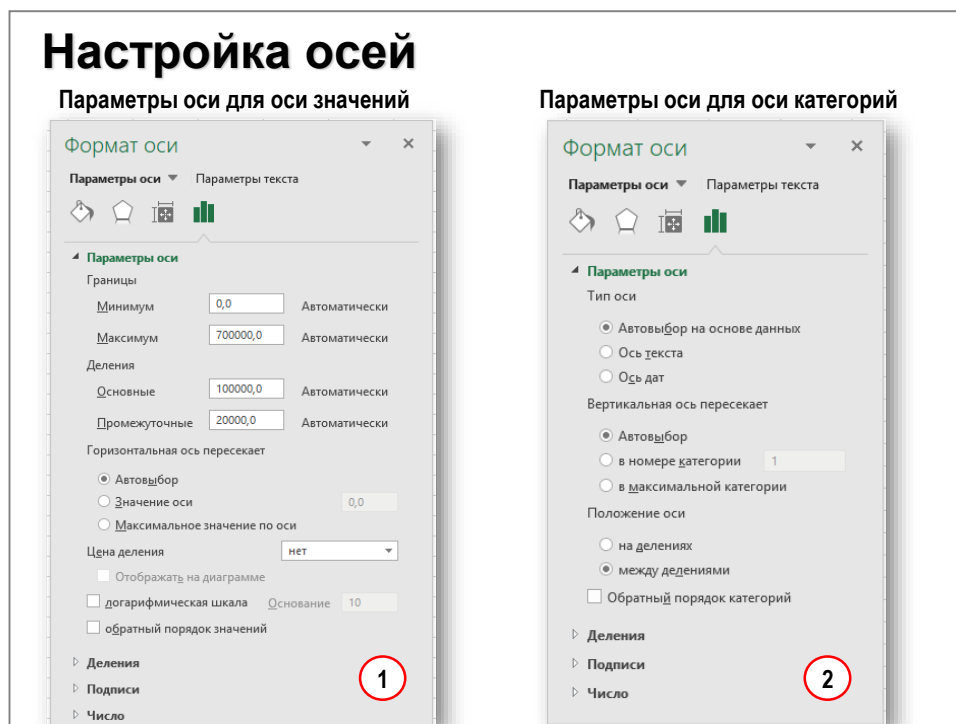 Настройка осей
Параметры оси для оси значений
Формат оси
Параметры оси Параметры текста
Параметры оси
Границы
Минимум 0,0 Автоматически
Максимум 700000,0 Автоматически
Деления
Основные 100000,0 Автоматически
Промежуточные 20000,0 Автоматически
Горизонтальная ось пересекает
Автовыбор
Значение оси 0,0
Максимальное значение по оси
Цена деления нет
Отображать на диаграмме
логарифмическая шкала Основание 10
обратный порядок значений
Деления
Подписи
Число
1
Параметры оси для оси категорий
Формат оси
Параметры оси Параметры текста
Параметры оси
Тип оси
Автовыбор на основе данных
Ось текста
Ось дат
Вертикальная ось пересекает
Автовыбор
в номере категории 1
в максимальной категории
Положение оси
на делениях
между делениями
Обратный порядок категорий
Деления
Подписи
Число
2